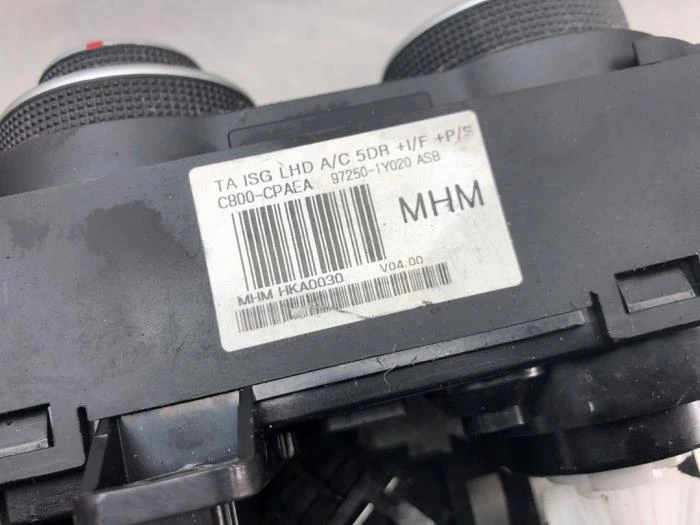 TA ISG LHD A/C 5DR +I/F +P/S
C800-CPAEA 97250-1Y020 ASB
MHM
MHM HKA0030 V04.00